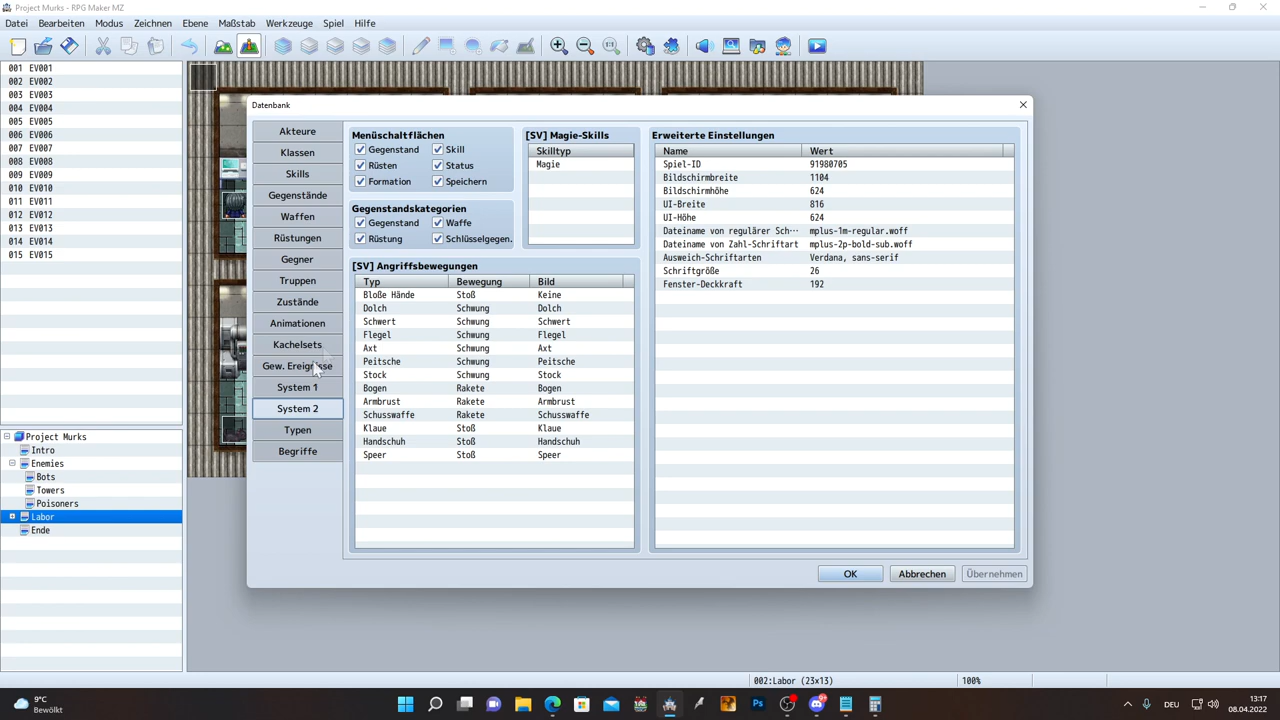 Project Murks - RPG Maker MZ
Datei Bearbeiten Modus Zeichnen Ebene Maßstab Werkzeuge Spiel Hilfe
001 EV001
002 EV002
003 EV003
004 EV004
005 EV005
006 EV006
007 EV007
008 EV008
009 EV009
010 EV010
011 EV011
012 EV012
013 EV013
014 EV014
015 EV015
Project Murks
Intro
Enemies
Bots
Towers
Poisoners
Labor
Ende
Datenbank
Akteure
Klassen
Skills
Gegenstände
Waffen
Rüstungen
Gegner
Truppen
Zustände
Animationen
Kachelsets
Gew. Ereignisse
System 1
System 2
Typen
Begriffe
Menüschaltflächen
Gegenstand Skill
Rüsten Status
Formation Speichern
Gegenstandskategorien
Gegenstand Waffe
Rüstung Schlüsselgegen.
[SV] Magie-Skills
Skilltyp
Magie
[SV] Angriffsbewegungen
Typ Bewegung Bild
Bloße Hände Stoß Keine
Dolch Schwung Dolch
Schwert Schwung Schwert
Flegel Schwung Flegel
Axt Schwung Axt
Peitsche Schwung Peitsche
Stock Schwung Stock
Bogen Rakete Bogen
Armbrust Rakete Armbrust
Schusswaffe Rakete Schusswaffe
Klaue Stoß Klaue
Handschuh Stoß Handschuh
Speer Stoß Speer
Erweiterte Einstellungen
Name Wert
Spiel-ID 91980705
Bildschirmbreite 1104
Bildschirmhöhe 624
UI-Breite 816
UI-Höhe 617
Dateiname von regulärer Sch··· mplus-1m-regular.woff
Dateiname von Zahl-Schriftart mplus-2p-bold-sub.woff
Ausweich-Schriftarten Verdana, sans-serif
Schriftgröße 26
Fenster-Deckkraft 192
OK Abbrechen Übernehmen
002:Labor (23x13) 100%
9°C
Bewölkt
DEU
13:17
08.04.2022